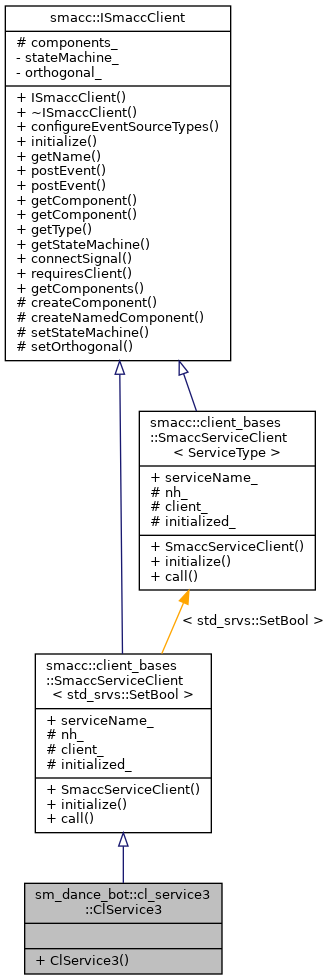 smacc::ISmaccClient
# components_
- stateMachine_
- orthogonal_
+ ISmaccClient()
+ ~ISmaccClient()
+ configureEventSourceTypes()
+ initialize()
+ getName()
+ postEvent()
+ postEvent()
+ getComponent()
+ getComponent()
+ getType()
+ getStateMachine()
+ connectSignal()
+ requiresClient()
+ getComponents()
# createComponent()
# createNamedComponent()
# setStateMachine()
# setOrthogonal()
smacc::client_bases
::SmaccServiceClient
< ServiceType >
+ serviceName_
# nh_
# client_
# initialized_
+ SmaccServiceClient()
+ initialize()
+ call()
< std_srvs::SetBool >
smacc::client_bases
::SmaccServiceClient
< std_srvs::SetBool >
+ serviceName_
# nh_
# client_
# initialized_
+ SmaccServiceClient()
+ initialize()
+ call()
sm_dance_bot::cl_service3
::ClService3
+ ClService3()